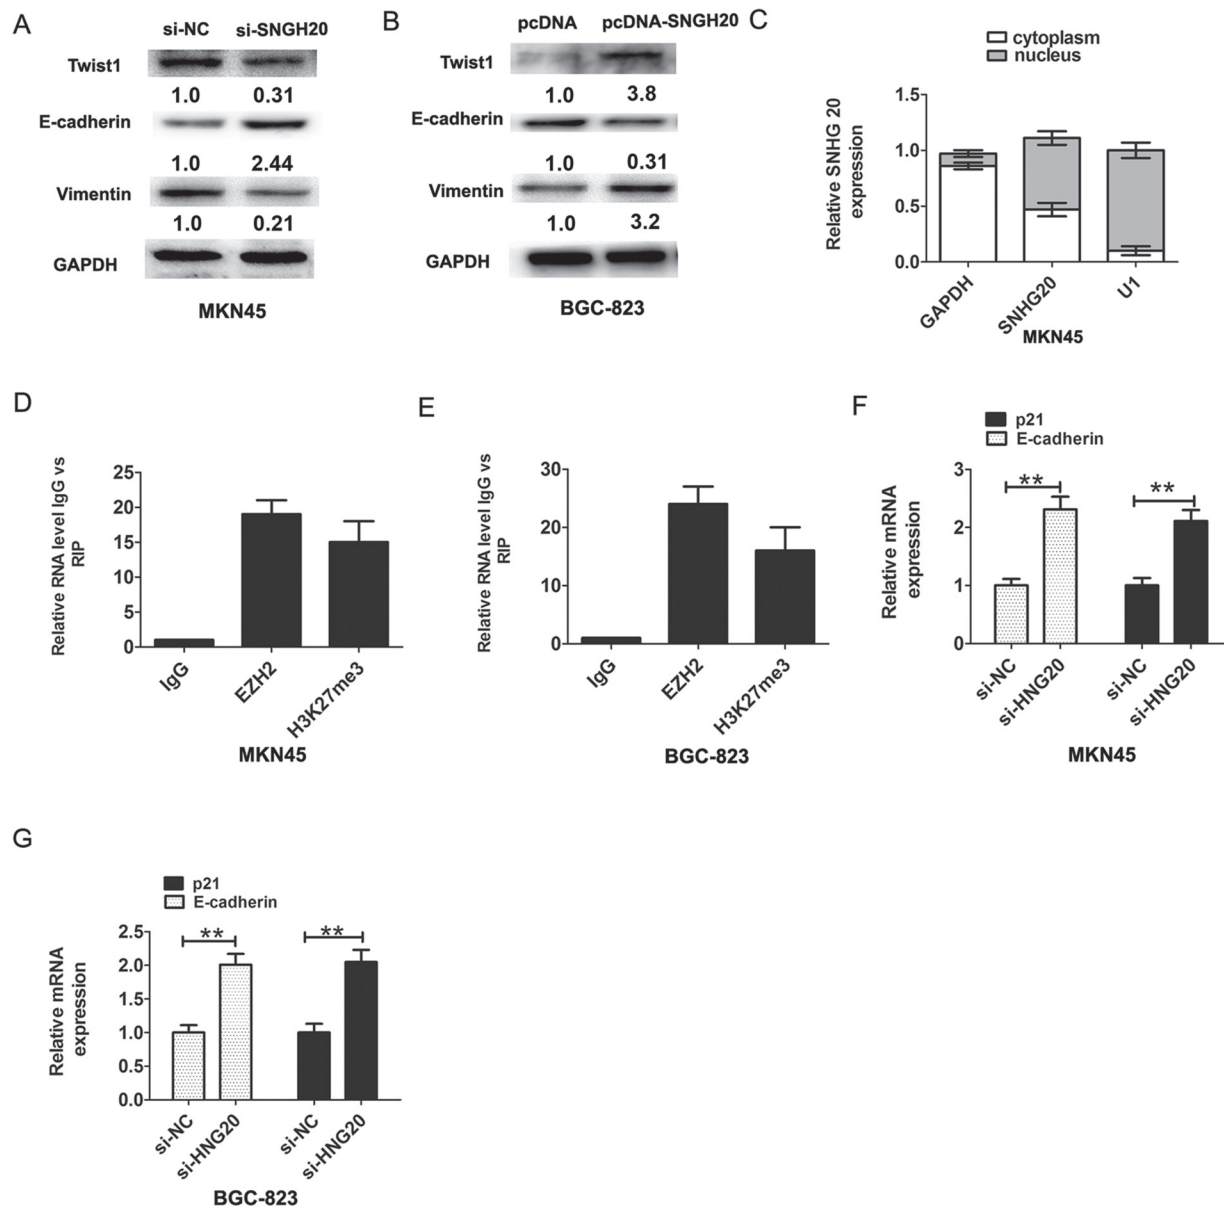 A
si-NC si-SNGH20
Twist1
1.0 0.31
E-cadherin
1.0 2.44
Vimentin
1.0 0.21
GAPDH
MKN45
B
pcDNA pcDNA-SNGH20
Twist1
1.0 3.8
E-cadherin
1.0 0.31
Vimentin
1.0 3.2
GAPDH
BGC-823
C
cytoplasm
nucleus
Relative SNHG 20
expression
1.5
1.0
0.5
0.0
GAPDH
SNHG20
U1
MKN45
D
Relative RNA level IgG vs
RIP
25
20
15
10
5
0
IgG
EZH2
H3K27me3
MKN45
E
Relative RNA level IgG vs
RIP
30
20
10
0
IgG
EZH2
H3K27me3
BGC-823
F
p21
E-cadherin
Relative mRNA
expression
3
2
1
0
** **
si-NC
si-HNG20
si-NC
si-HNG20
MKN45
G
p21
E-cadherin
Relative mRNA
expression
2.5
2.0
1.5
1.0
0.5
0.0
** **
si-NC
si-HNG20
si-NC
si-HNG20
BGC-823